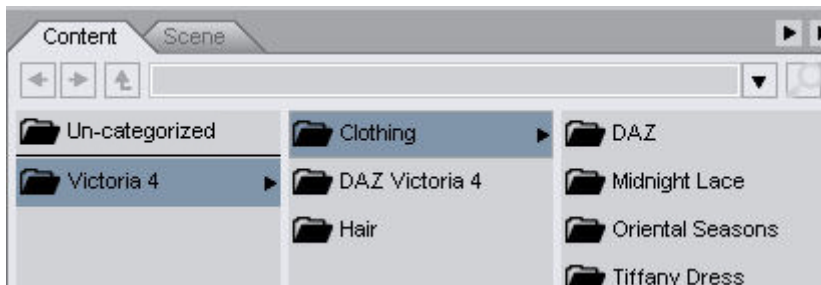 Content
Scene
Un-categorized
Victoria 4
Clothing
DAZ Victoria 4
Hair
DAZ
Midnight Lace
Oriental Seasons
Tiffany Dress